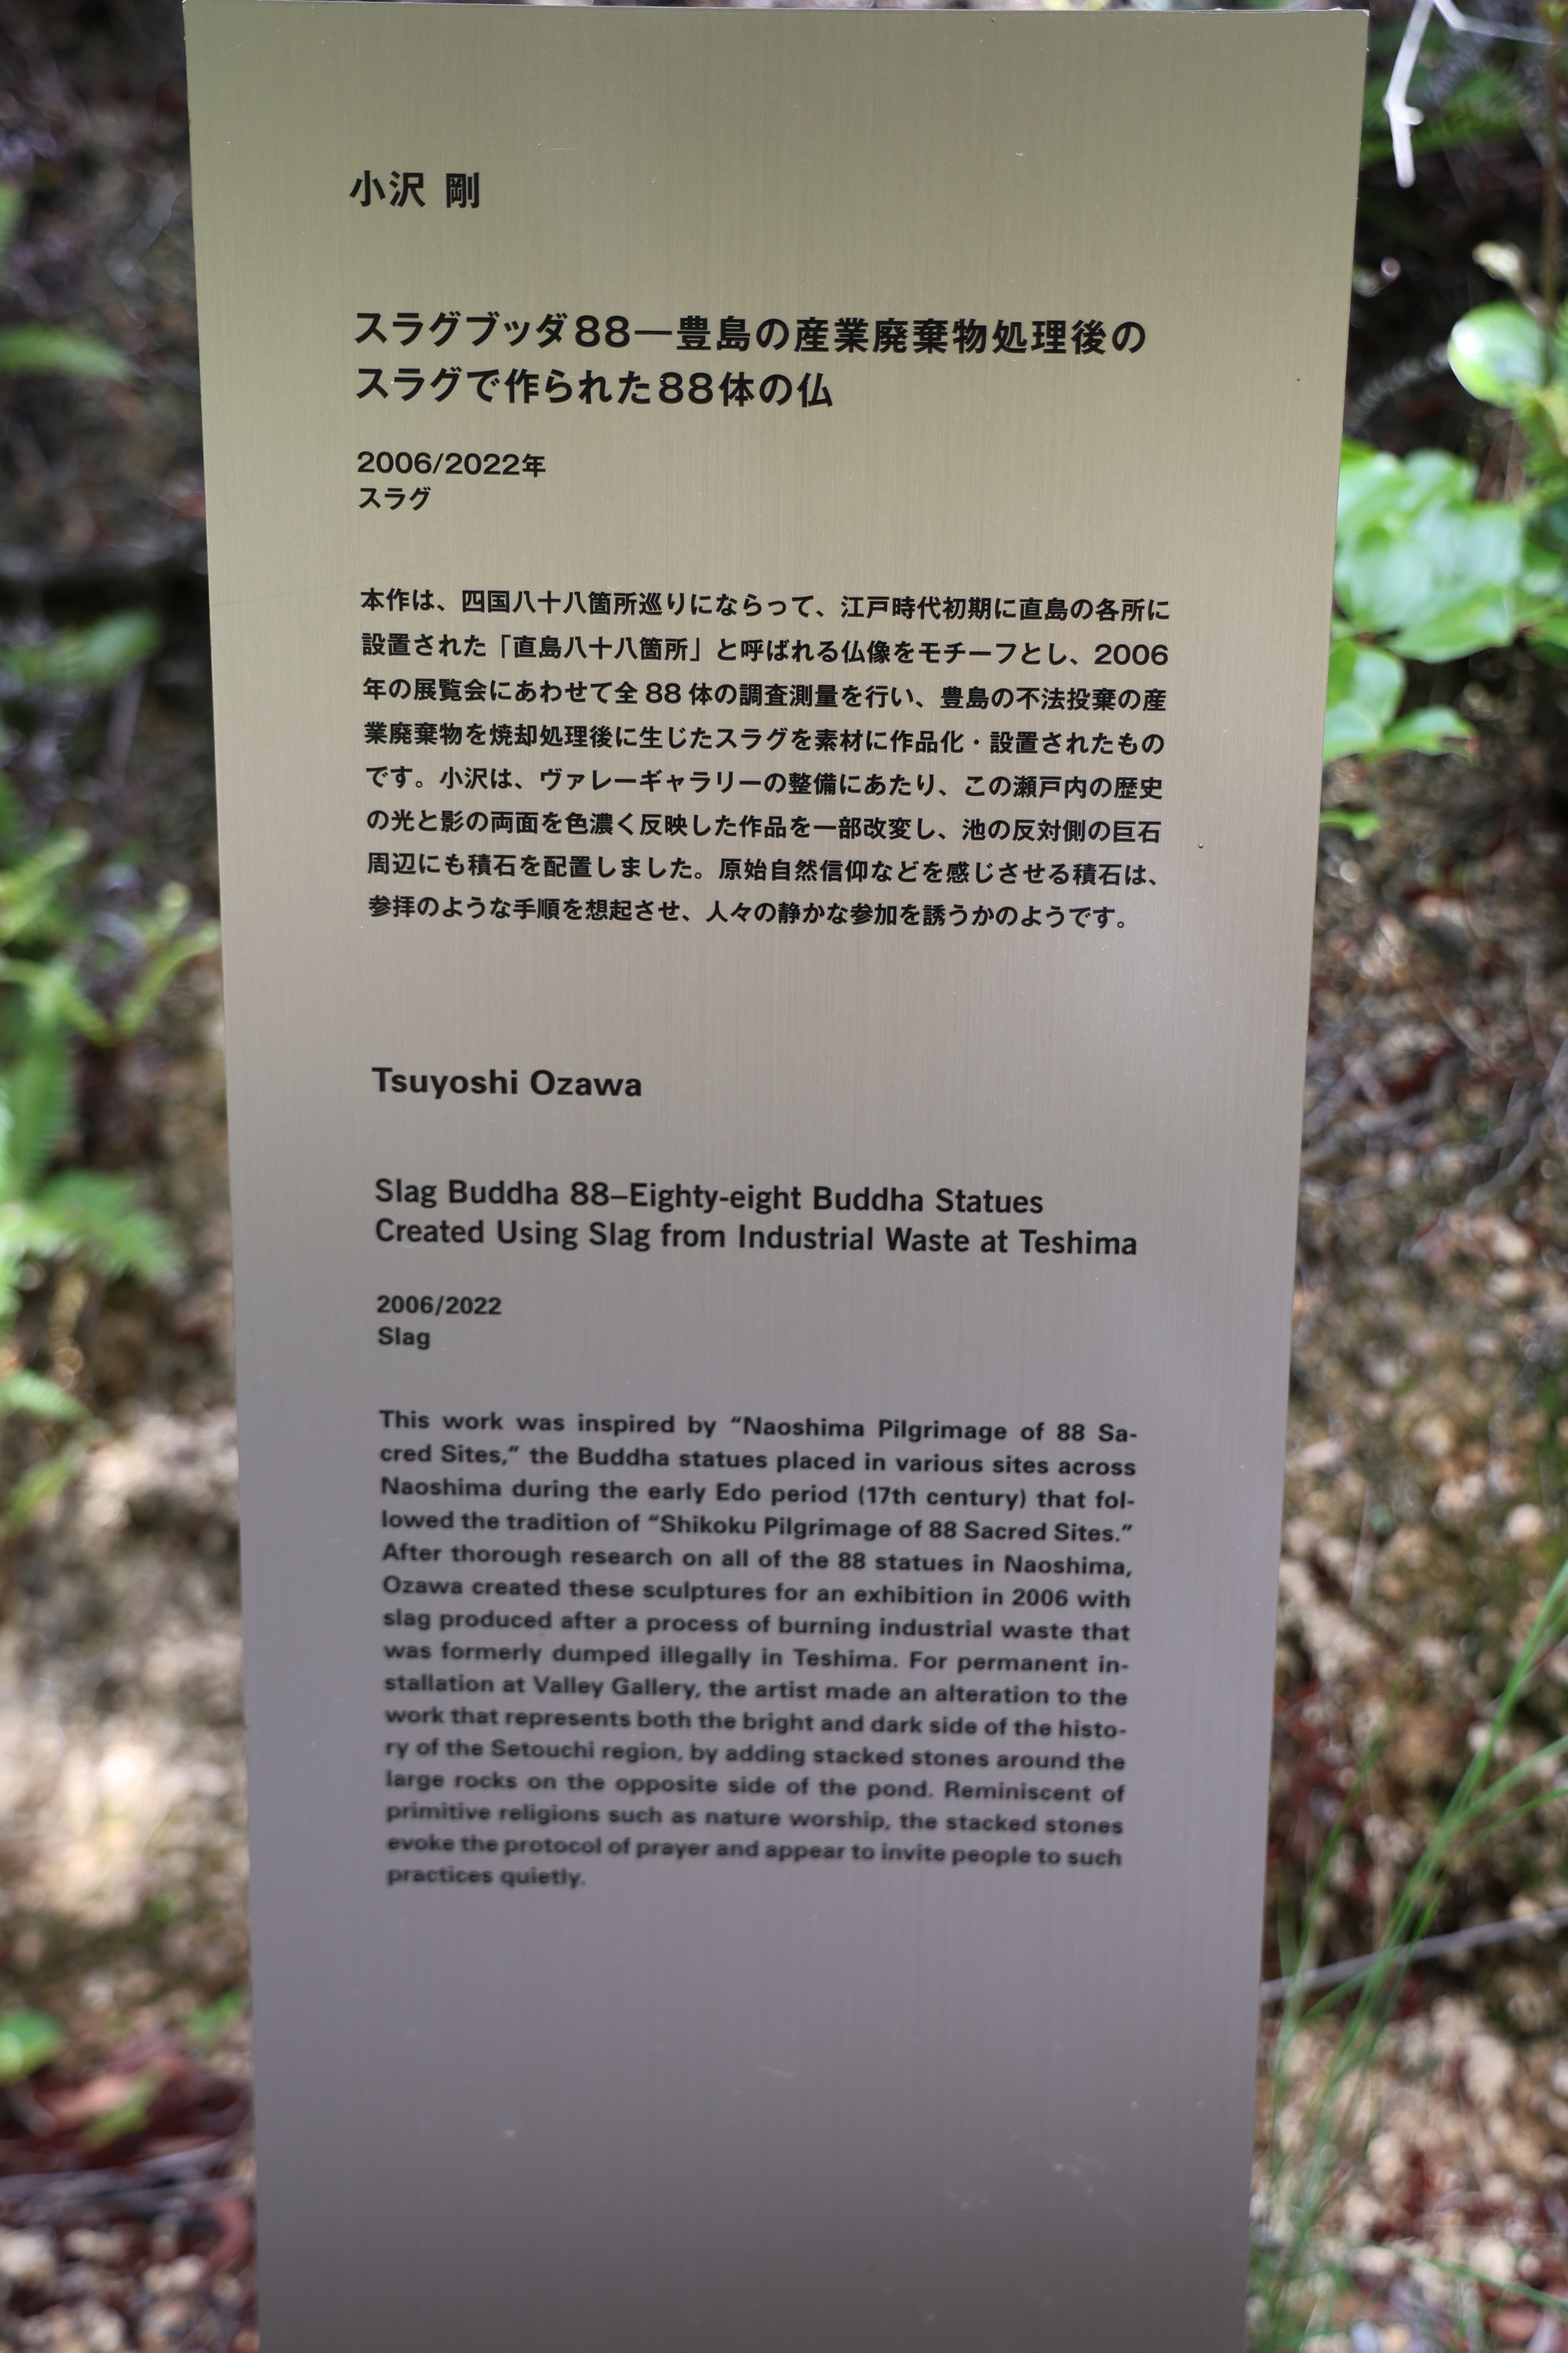 小沢 剛
スラグブッダ88―豊島の産業廃棄物処理後の
スラグで作られた88体の仏
2006/2022年
スラグ
本作は、四国八十八箇所巡りにならって、江戸時代初期に直島の各所に
設置された「直島八十八箇所」と呼ばれる仏像をモチーフとし、2006
年の展覧会にあわせて全 88 体の調査測量を行い、豊島の不法投棄の産
業廃棄物を焼却処理後に生じたスラグを素材に作品化・設置されたもの
です。小沢は、ヴァレーギャラリーの整備にあたり、この瀬戸内の歴史
の光と影の両面を色濃く反映した作品を一部改変し、池の反対側の巨石
周辺にも積石を配置しました。原始自然信仰などを感じさせる積石は、
参拝のような手順を想起させ、人々の静かな参加を誘うかのようです。
Tsuyoshi Ozawa
Slag Buddha 88–Eighty-eight Buddha Statues
Created Using Slag from Industrial Waste at Teshima
2006/2022
Slag
This work was inspired by “Naoshima Pilgrimage of 88 Sa-
cred Sites,” the Buddha statues placed in various sites across
Naoshima during the early Edo period (17th century) that fol-
lowed the tradition of “Shikoku Pilgrimage of 88 Sacred Sites.”
After thorough research on all of the 88 statues in Naoshima,
Ozawa created these sculptures for an exhibition in 2006 with
slag produced after a process of burning industrial waste that
was formerly dumped illegally in Teshima. For permanent in-
stallation at Valley Gallery, the artist made an alteration to the
work that represents both the bright and dark side of the histo-
ry of the Setouchi region, by adding stacked stones around the
large rocks on the opposite side of the pond. Reminiscent of
primitive religions such as nature worship, the stacked stones
evoke the protocol of prayer and appear to invite people to such
practices quietly.